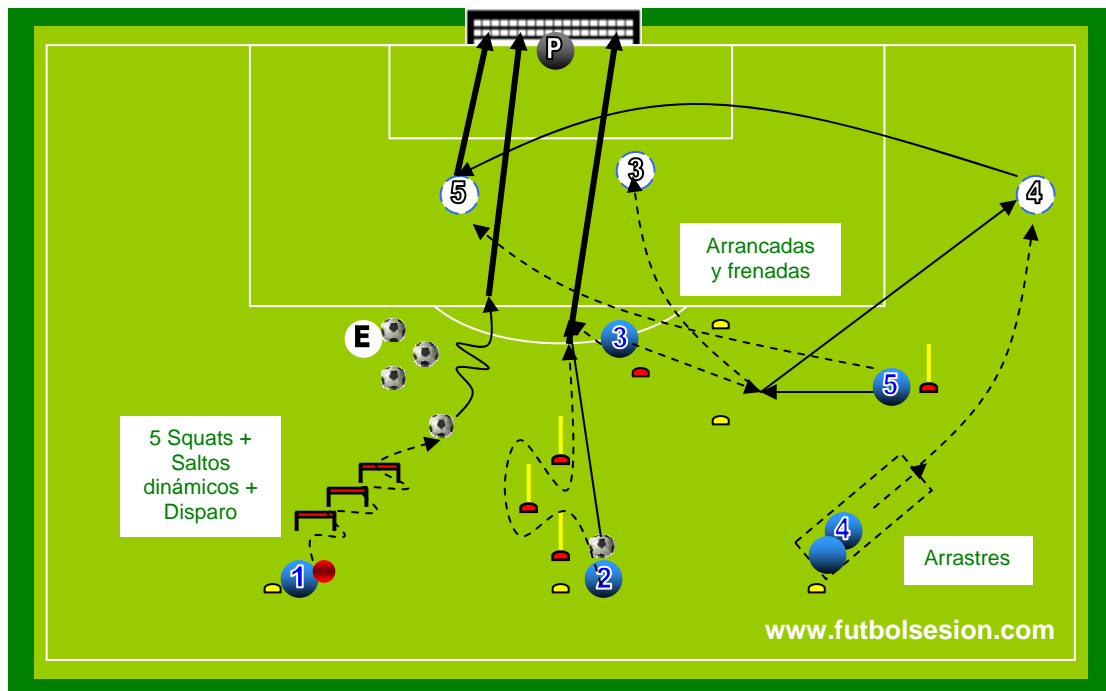 P
5
3
4
Arrancadas
y frenadas
E
3
5
5 Squats +
Saltos
dinámicos +
Disparo
4
Arrastres
1
2
www.futbolsesion.com